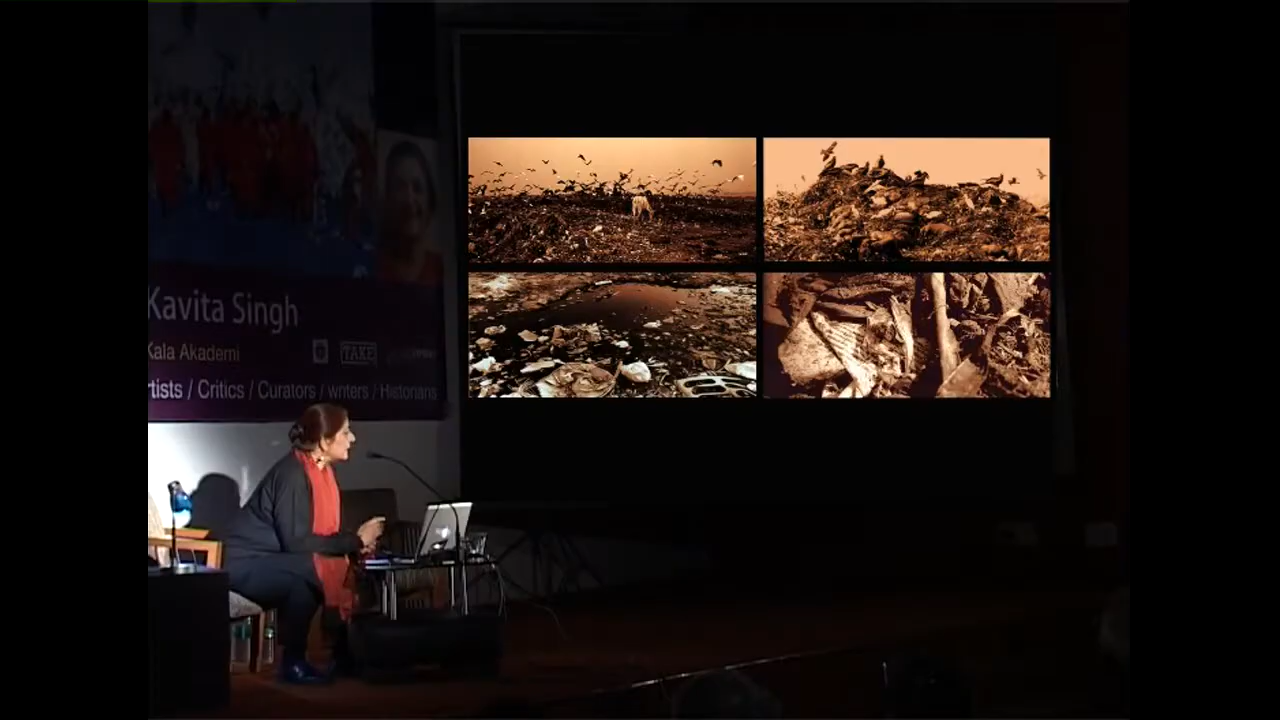 Kavita Singh
Kala Akademi
TAKE
rtists / Critics / Curators / writers / Historians